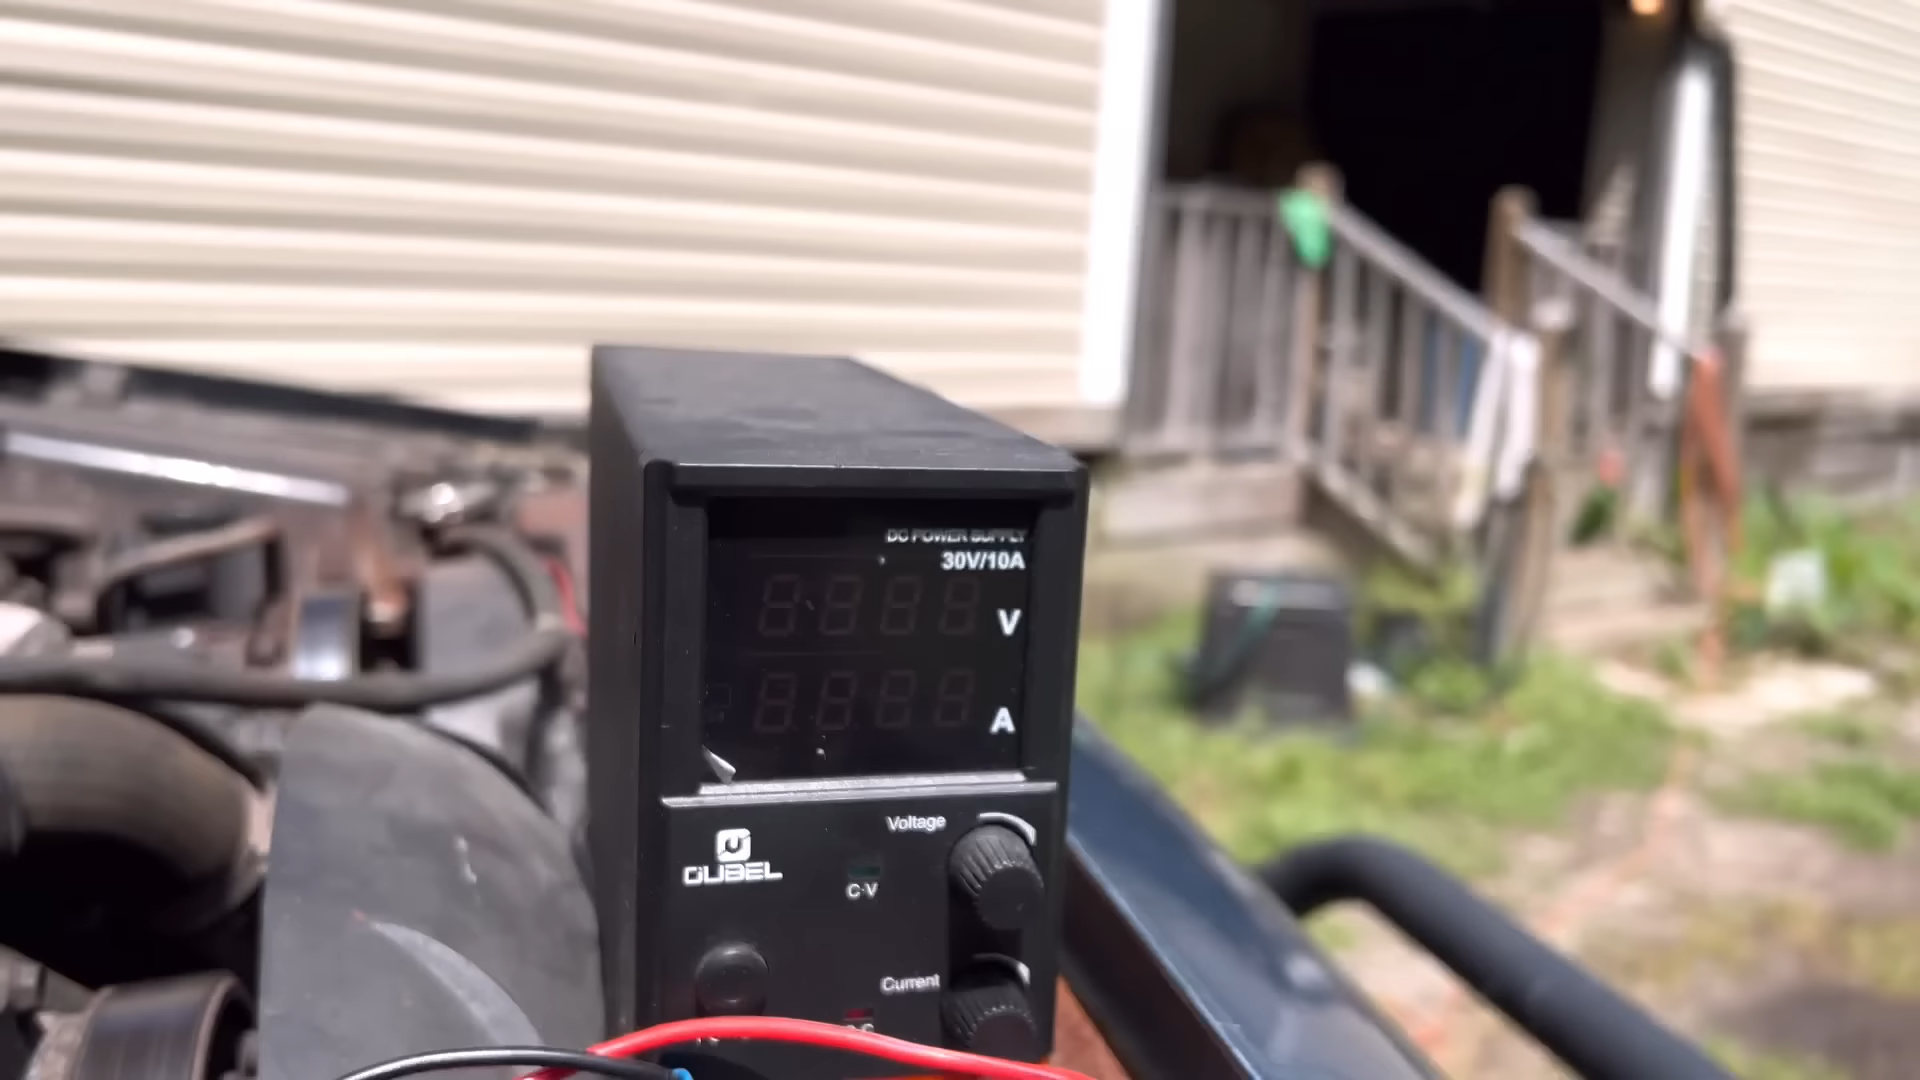 DC POWER SUPPLY
30V/10A
V
A
Voltage
OUBEL
C·V
Current